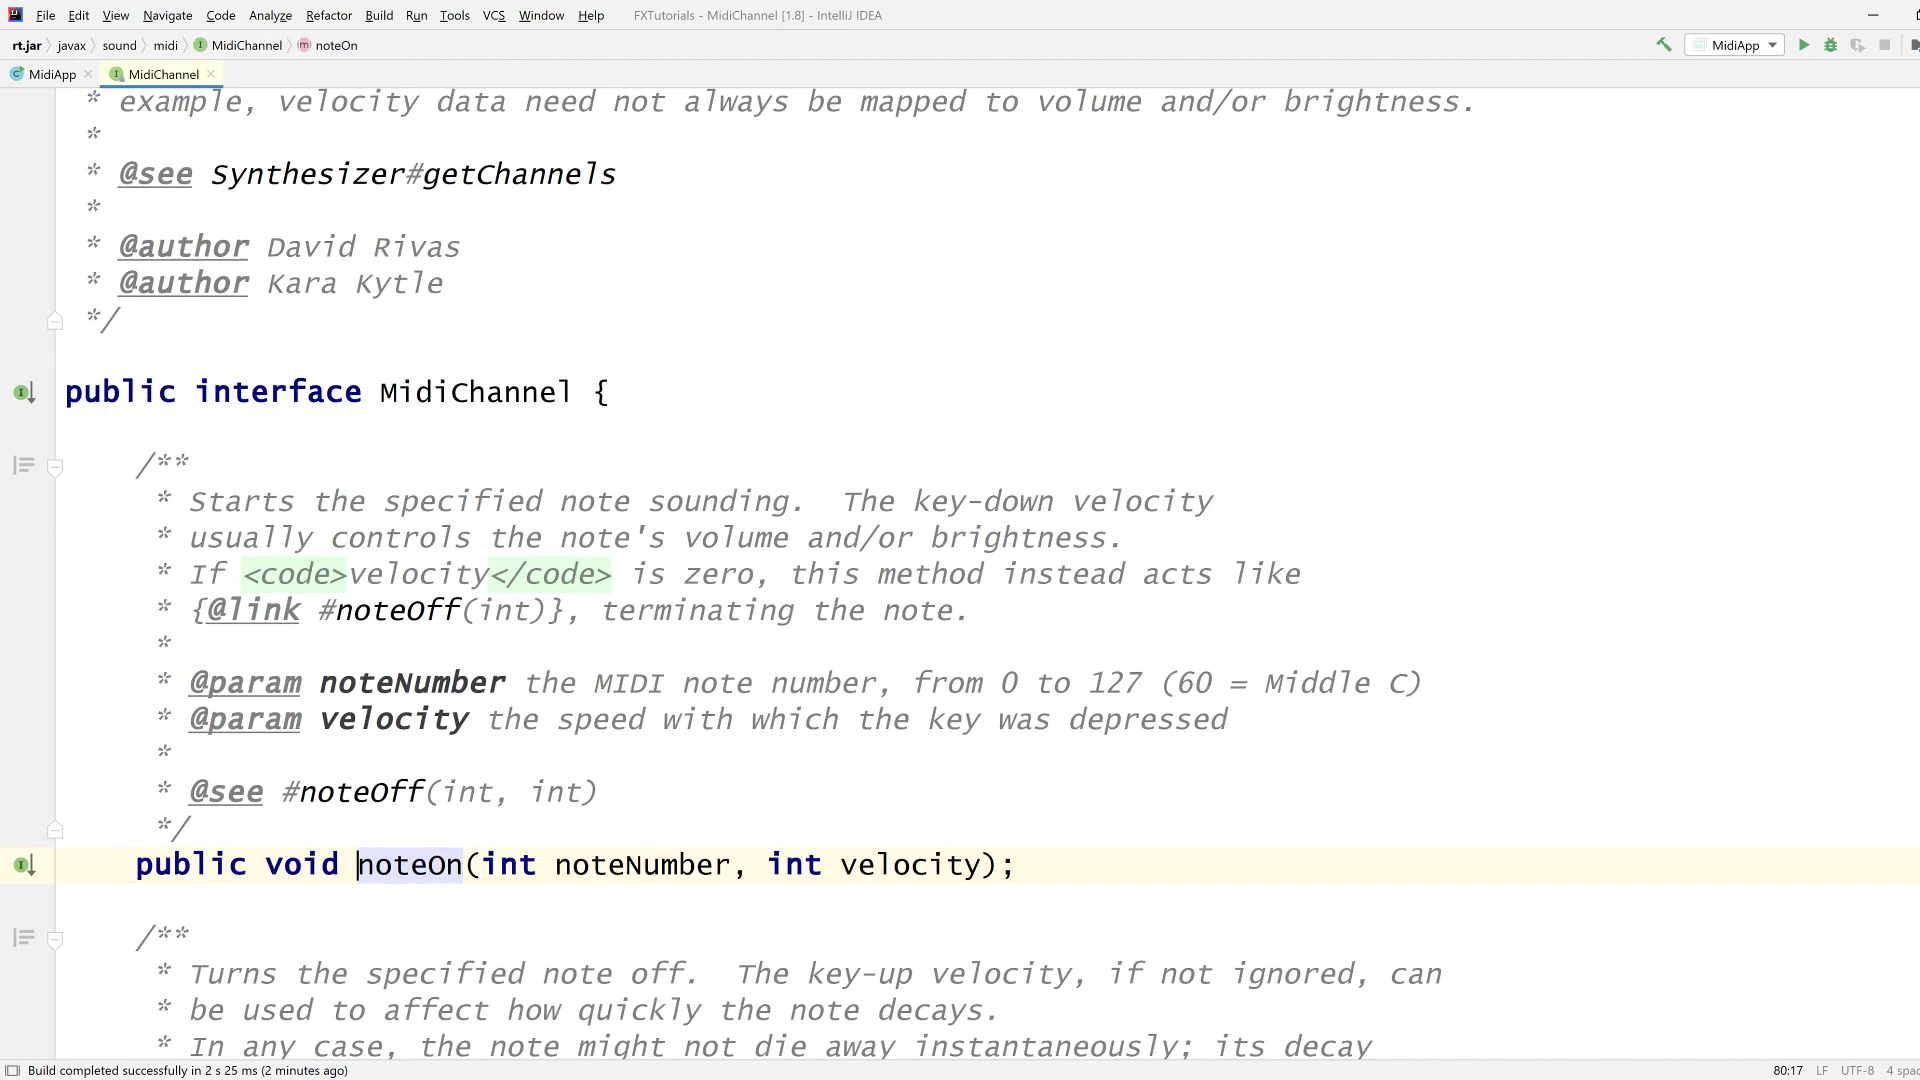 File Edit View Navigate Code Analyze Refactor Build Run Tools VCS Window Help FXTutorials - MidiChannel [1.8] - IntelliJ IDEA
rt.jar javax sound midi MidiChannel noteOn MidiApp
MidiApp MidiChannel
* example, velocity data need not always be mapped to volume and/or brightness.
*
* @see Synthesizer#getChannels
*
* @author David Rivas
* @author Kara Kytle
*/
public interface MidiChannel {
/**
* Starts the specified note sounding. The key-down velocity
* usually controls the note's volume and/or brightness.
* If <code>velocity</code> is zero, this method instead acts like
* {@link #noteOff(int)}, terminating the note.
*
* @param noteNumber the MIDI note number, from 0 to 127 (60 = Middle C)
* @param velocity the speed with which the key was depressed
*
* @see #noteOff(int, int)
*/
public void noteOn(int noteNumber, int velocity);
/**
* Turns the specified note off. The key-up velocity, if not ignored, can
* be used to affect how quickly the note decays.
* In any case, the note might not die away instantaneously; its decay
Build completed successfully in 2 s 25 ms (2 minutes ago) 80:17 LF UTF-8 4 spac